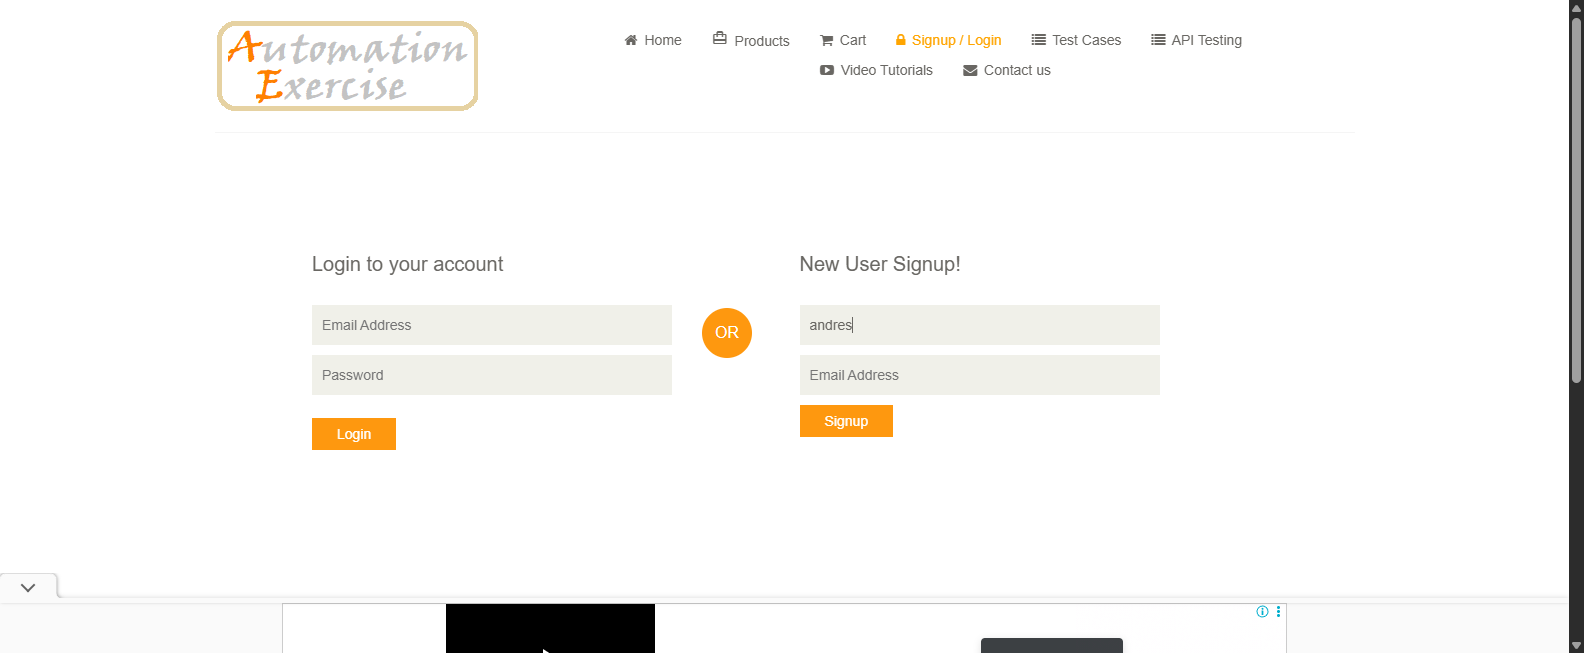 Automation
Exercise
Home
Products
Cart
Signup / Login
Test Cases
API Testing
Video Tutorials
Contact us
Login to your account
Email Address
Password
Login
OR
New User Signup!
andres
Email Address
Signup